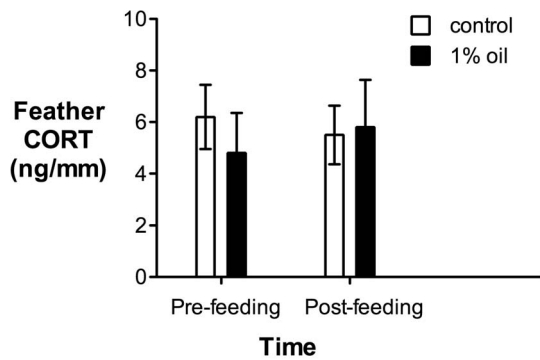 10
8
6
4
2
0
Feather
CORT
(ng/mm)
control
1% oil
Pre-feeding
Post-feeding
Time